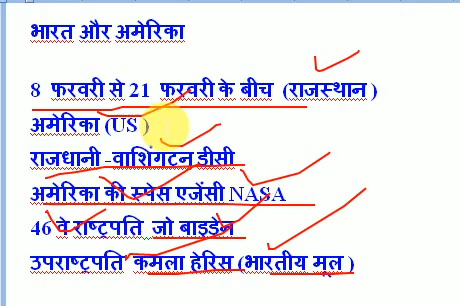 भारत और अमेरिका
8 फरवरी से 21 फरवरी के बीच (राजस्थान )
अमेरिका (US )
राजधानी -वाशिंगटन डीसी
अमेरिका की स्पेस एजेंसी NASA
46 वे राष्ट्रपति जो बाइडेन
उपराष्ट्रपति कमला हेरिस (भारतीय मूल )